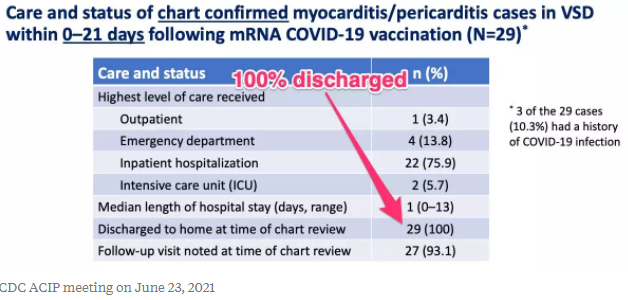 Care and status of chart confirmed myocarditis/pericarditis cases in VSD
within 0–21 days following mRNA COVID-19 vaccination (N=29)*
Care and status n (%)
100% discharged
Highest level of care received
Outpatient 1 (3.4)
Emergency department 4 (13.8)
Inpatient hospitalization 22 (75.9)
Intensive care unit (ICU) 2 (5.7)
Median length of hospital stay (days, range) 1 (0–13)
Discharged to home at time of chart review 29 (100)
Follow-up visit noted at time of chart review 27 (93.1)
* 3 of the 29 cases
(10.3%) had a history
of COVID-19 infection
CDC ACIP meeting on June 23, 2021